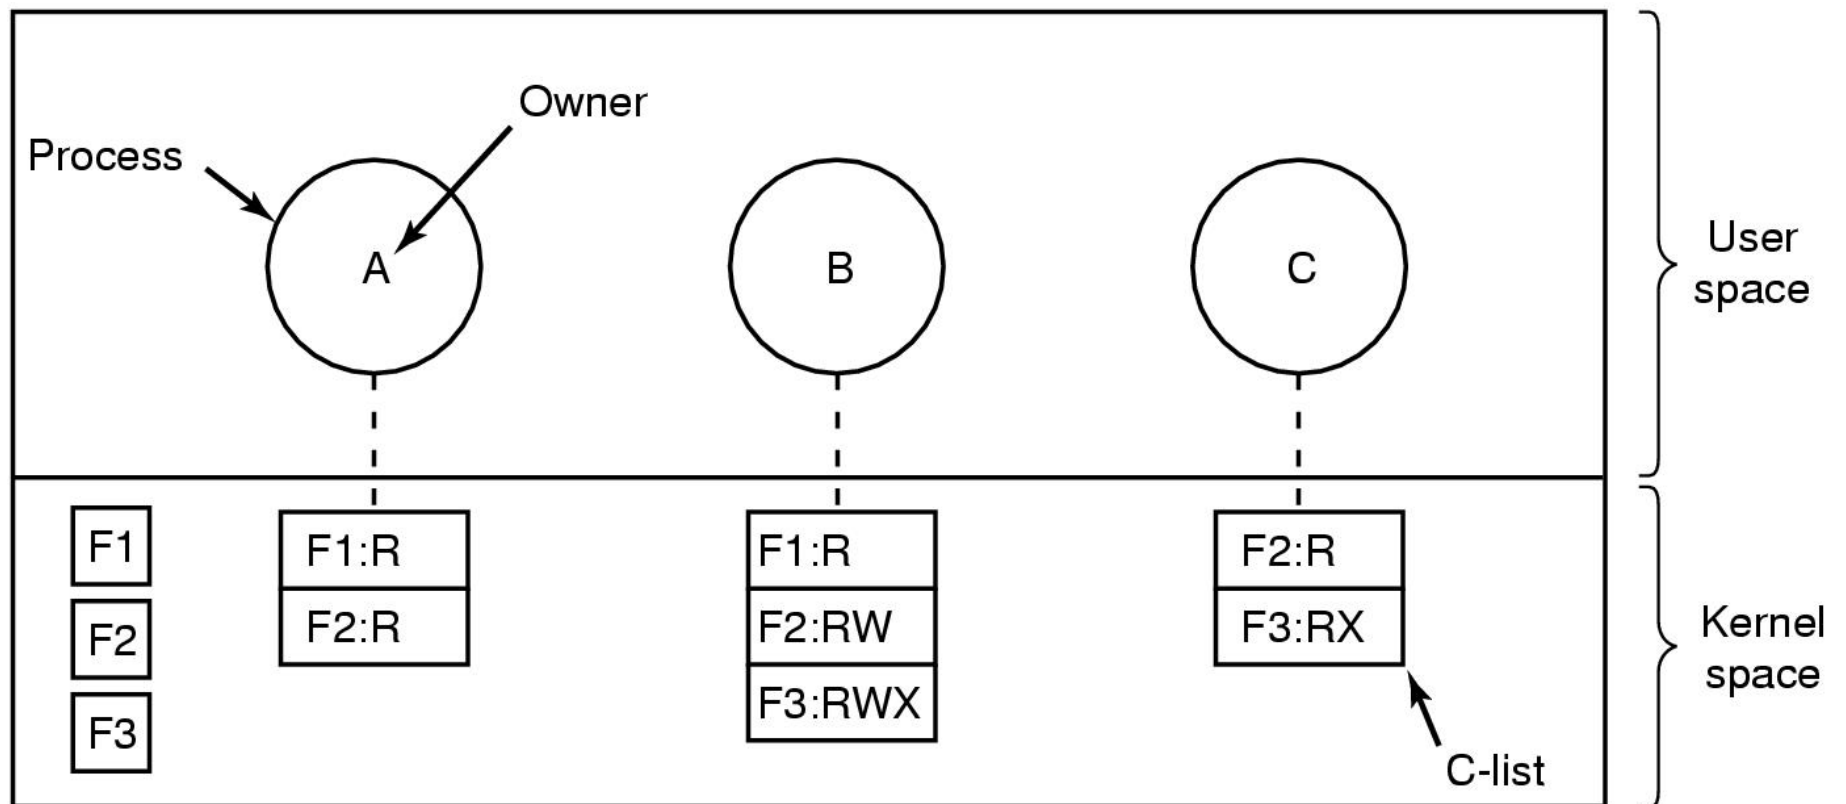 Owner
Process
A
B
C
User
space
F1
F2
F3
F1:R
F2:R
F1:R
F2:RW
F3:RWX
F2:R
F3:RX
C-list
Kernel
space